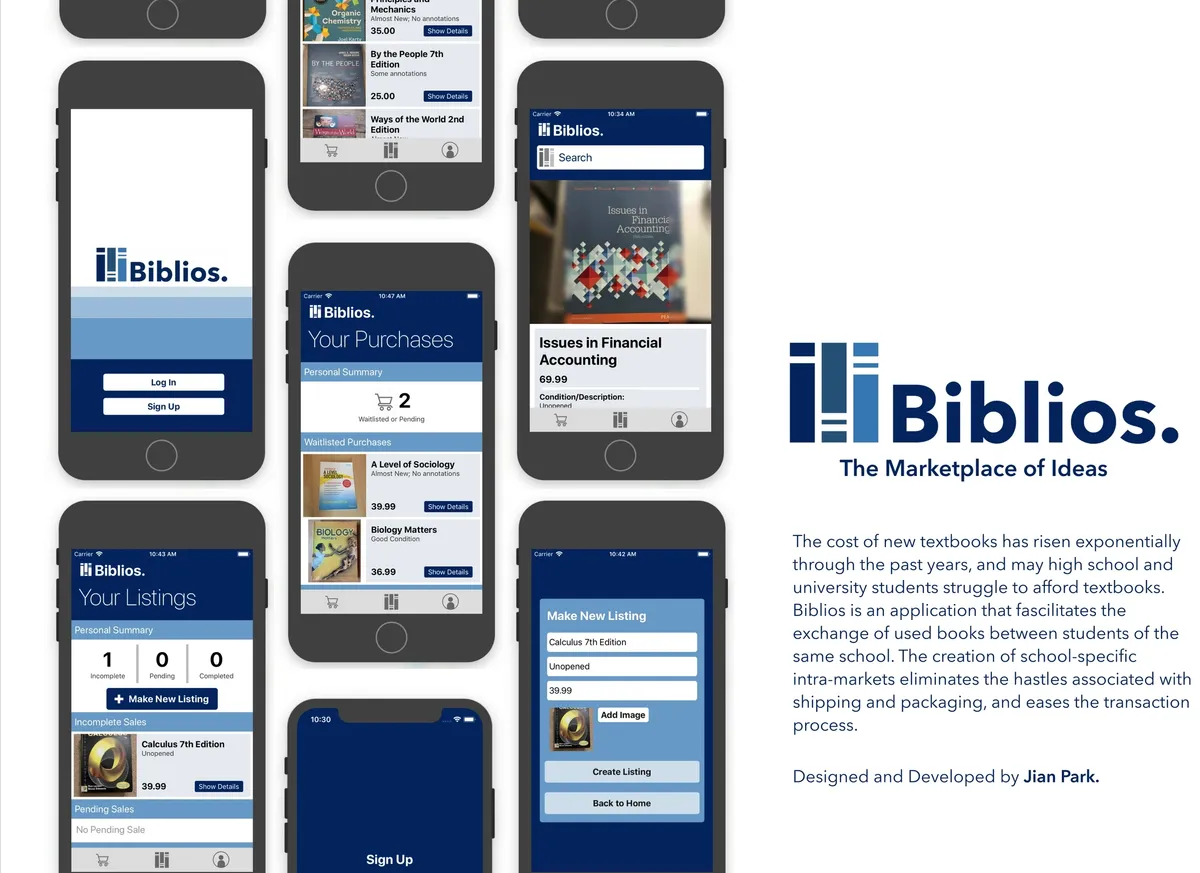 Biblios.
Log In
Sign Up
Carrier
10:43 AM
Biblios.
Your Listings
Personal Summary
1
0
0
Incomplete
Pending
Completed
+ Make New Listing
Incomplete Sales
Calculus 7th Edition
Unopened
39.99
Show Details
Pending Sales
No Pending Sale
Organic
Chemistry
Mechanics
Almost New; No annotations
35.00
Show Details
BY THE PEOPLE
By the People 7th
Edition
Some annotations
25.00
Show Details
Ways of the World 2nd
Edition
Carrier
10:47 AM
Biblios.
Your Purchases
Personal Summary
2
Waitlisted or Pending
Waitlisted Purchases
A LEVEL
SOCIOLOGY
A Level of Sociology
Almost New; No annotations
39.99
Show Details
BIOLOGY
Biology Matters
Good Condition
36.99
Show Details
10:30
Sign Up
Carrier
10:34 AM
Biblios.
Search
Issues in
Financial
Accounting
Issues in Financial
Accounting
69.99
Condition/Description:
Unopened
Carrier
10:42 AM
Make New Listing
Calculus 7th Edition
Unopened
39.99
Add Image
Create Listing
Back to Home
Biblios.
The Marketplace of Ideas
The cost of new textbooks has risen exponentially
through the past years, and may high school and
university students struggle to afford textbooks.
Biblios is an application that fascilitates the
exchange of used books between students of the
same school. The creation of school-specific
intra-markets eliminates the hastles associated with
shipping and packaging, and eases the transaction
process.
Designed and Developed by Jian Park.